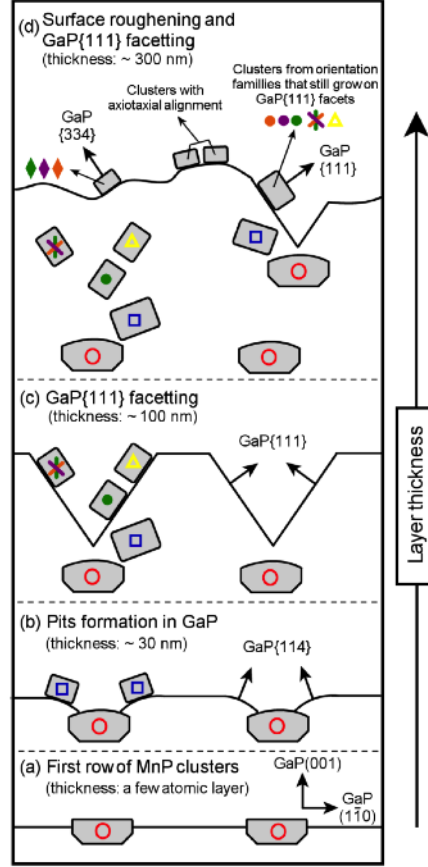 (d) Surface roughening and
GaP{111} facetting
(thickness: ~ 300 nm)
Clusters with
axiotaxial alignment
Clusters from orientation
famillies that still grow on
GaP{111} facets
GaP
{334}
GaP
{111}
(c) GaP{111} facetting
(thickness: ~ 100 nm)
GaP{111}
(b) Pits formation in GaP
(thickness: ~ 30 nm)
GaP{114}
(a) First row of MnP clusters
(thickness: a few atomic layer)
GaP(001)
GaP
(11̄0)
Layer thickness